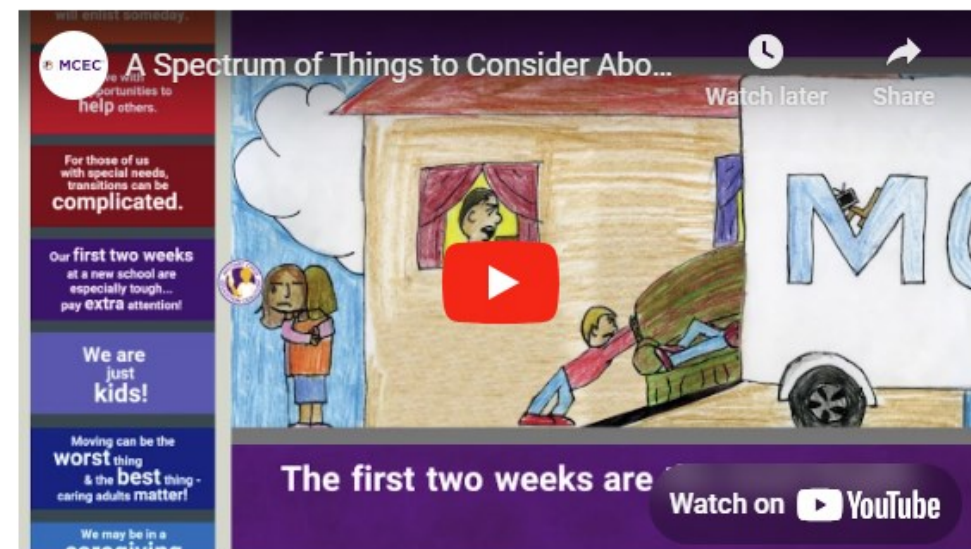 will enlist someday.
MCEC
A Spectrum of Things to Consider Abo...
Watch later
Share
with
opportunities to
help others.
For those of us
with special needs,
transitions can be
complicated.
Our first two weeks
at a new school are
especially tough...
pay extra attention!
We are
just
kids!
Moving can be the
worst thing
& the best thing -
caring adults matter!
We may be in a
caregiving
The first two weeks are
Watch on YouTube